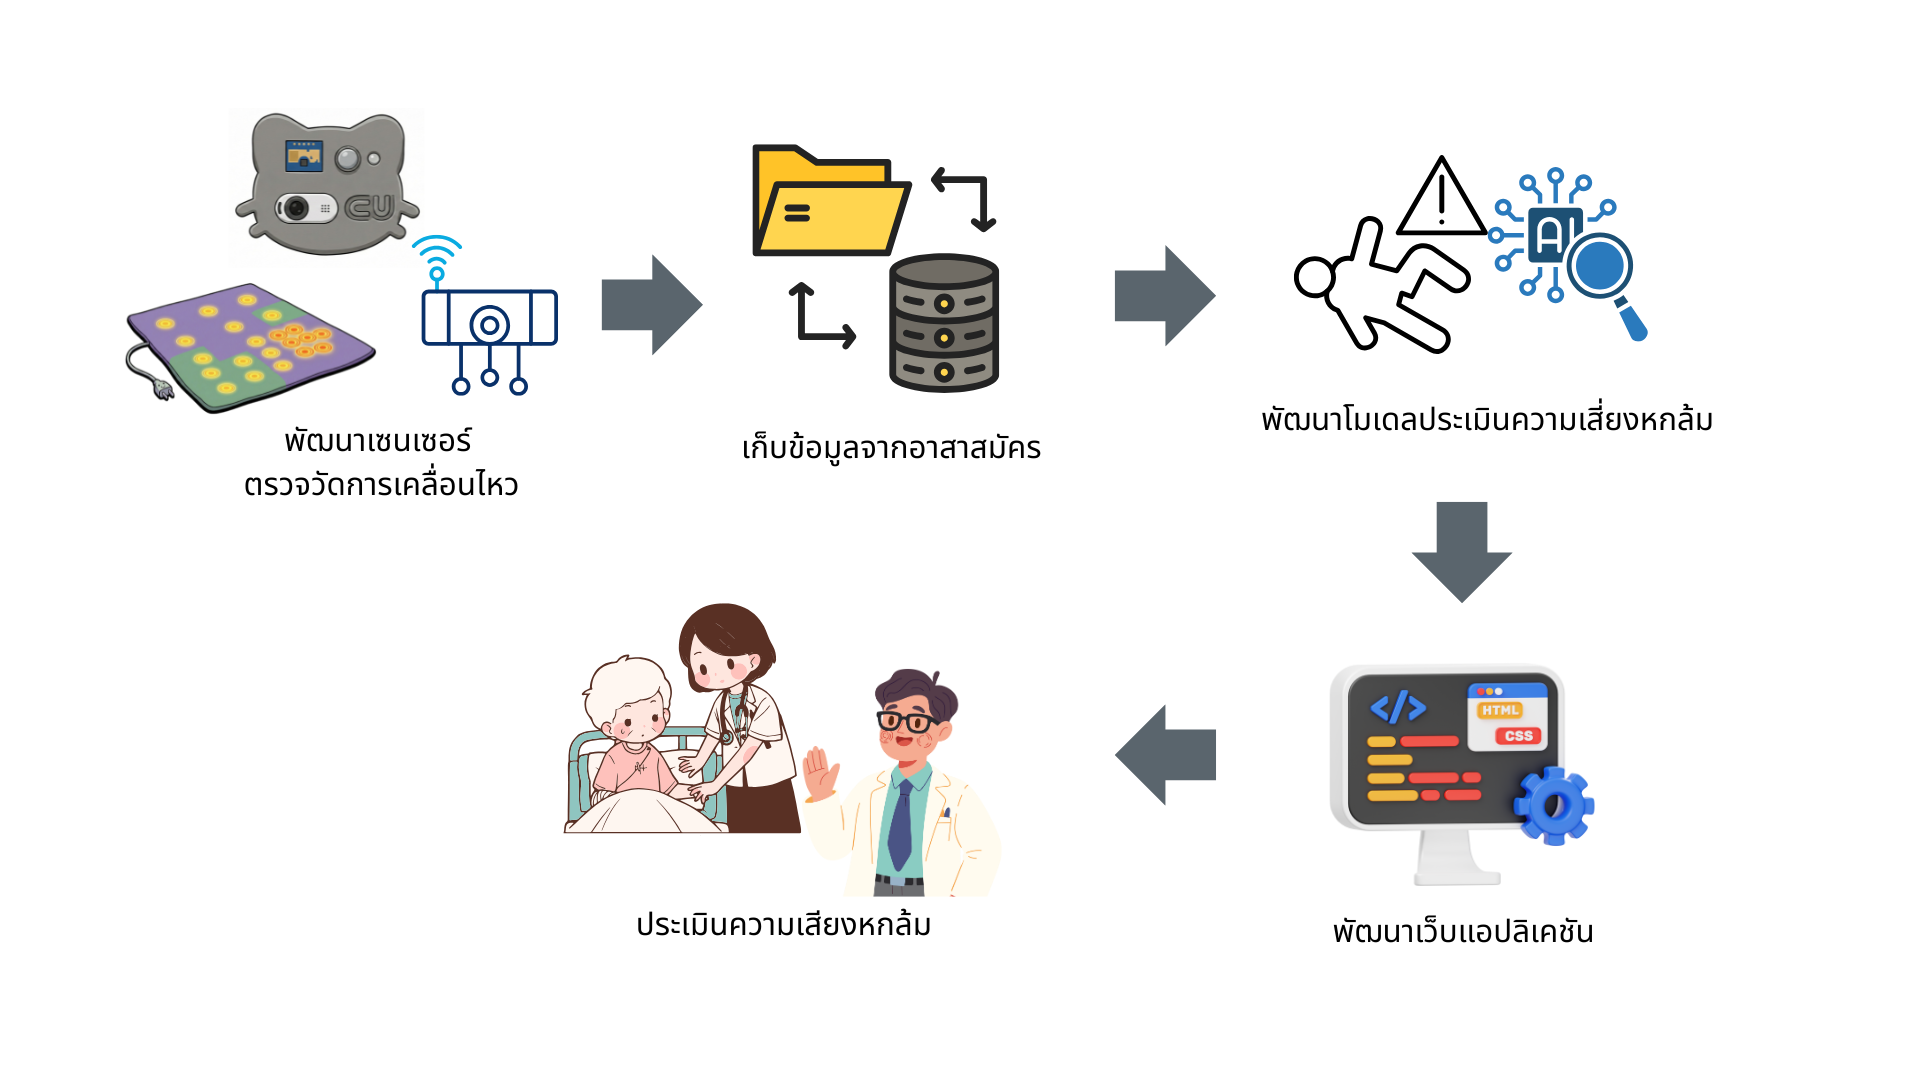 CU
พัฒนาเซนเซอร์
ตรวจวัดการเคลื่อนไหว
เก็บข้อมูลจากอาสาสมัคร
AI
พัฒนาโมเดลประเมินความเสี่ยงหกล้ม
</>
HTML
CSS
พัฒนาเว็บแอปลิเคชัน
ประเมินความเสียงหกล้ม